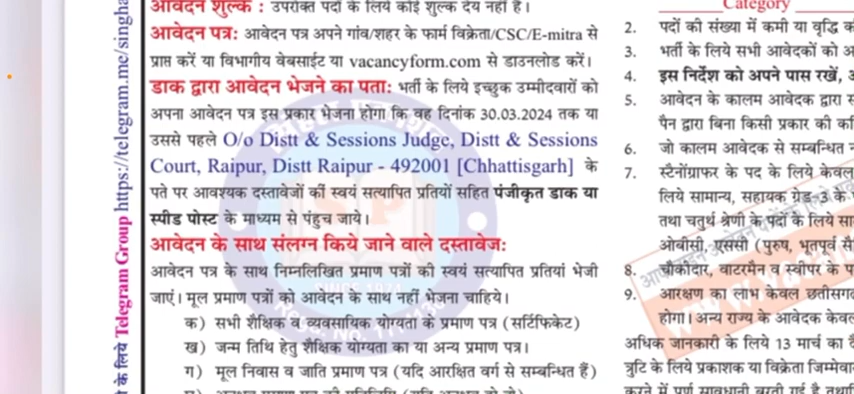 आवेदन शुल्क : उपरोक्त पदों के लिये कोई शुल्क देय नहीं है।
आवेदन पत्र: आवेदन पत्र अपने गांव/शहर के फार्म विक्रेता/CSC/E-mitra से
प्राप्त करें या विभागीय वेबसाईट या vacancyform.com से डाउनलोड करें।
डाक द्वारा आवेदन भेजने का पता: भर्ती के लिये इच्छुक उम्मीदवारों को
अपना आवेदन पत्र इस प्रकार भेजना होगा कि वह दिनांक 30.03.2024 तक या
उससे पहले O/o Distt & Sessions Judge, Distt & Sessions
Court, Raipur, Distt Raipur - 492001 [Chhattisgarh] के
पते पर आवश्यक दस्तावेजों की स्वयं सत्यापित प्रतियों सहित पंजीकृत डाक या
स्पीड पोस्ट के माध्यम से पंहुच जाये।
आवेदन के साथ संलग्न किये जाने वाले दस्तावेज:
आवेदन पत्र के साथ निम्नलिखित प्रमाण पत्रों की स्वयं सत्यापित प्रतियां भेजी
जाएं। मूल प्रमाण पत्रों को आवेदन के साथ नहीं भेजना चाहिये।
क) सभी शैक्षिक व व्यवसायिक योग्यता के प्रमाण पत्र (सर्टिफिकेट)
ख) जन्म तिथि हेतु शैक्षिक योग्यता का या अन्य प्रमाण पत्र।
ग) मूल निवास व जाति प्रमाण पत्र (यदि आरक्षित वर्ग से सम्बन्धित हैं)
के लिये Telegram Group https://telegram.me/singha
Category
2. पदों की संख्या में कमी या वृद्धि
3. भर्ती के लिये सभी आवेदकों को
4. इस निर्देश को अपने पास रखें,
5. आवेदन के कालम आवेदक द्वारा
पैन द्वारा बिना किसी प्रकार की
6. जो कालम आवेदक से सम्बन्धित
7. स्टैनोंग्राफर के पद के लिये केवल
लिये सामान्य, सहायक ग्रेड-3 के
तथा चतुर्थ श्रेणी के पदों के लिये
ओबीसी, एससी (पुरुष, भूतपूर्व
8. चौकीदार, वाटरमैन व स्वीपर के
9. आरक्षण का लाभ केवल
होगा। अन्य राज्य के आवेदक केवल
अधिक जानकारी के लिये 13 मार्च का
त्रुटि के लिये प्रकाशक या विक्रेता
करने में पूर्ण सावधानी बरती गई है